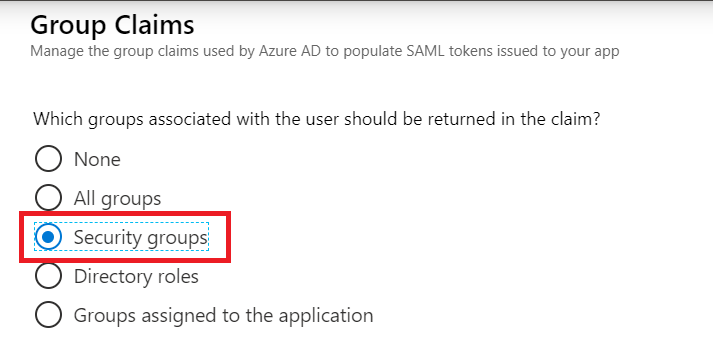 Group Claims
Manage the group claims used by Azure AD to populate SAML tokens issued to your app
Which groups associated with the user should be returned in the claim?
None
All groups
Security groups
Directory roles
Groups assigned to the application